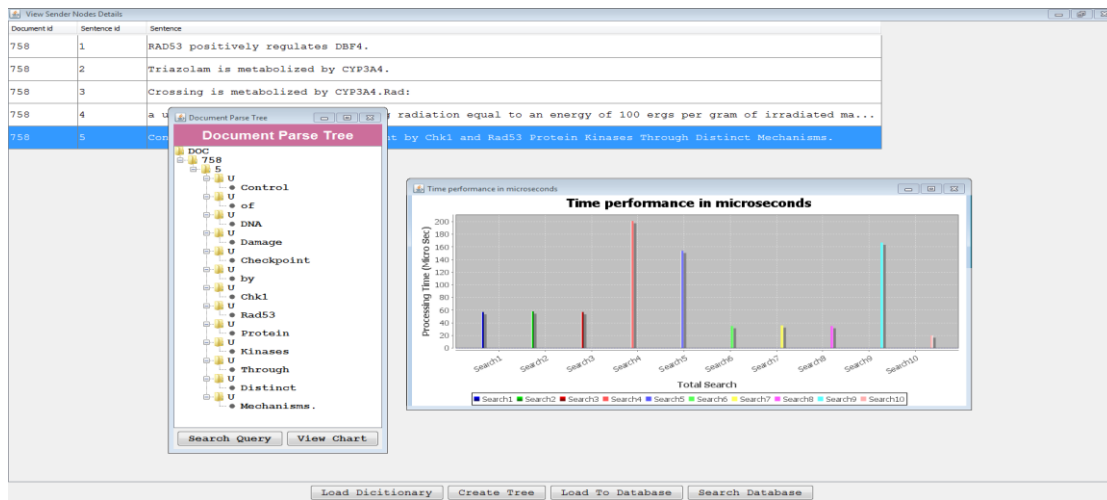 View Sender Nodes Details
Document id Sentence id Sentence
758 1 RAD53 positively regulates DBF4.
758 2 Triazolam is metabolized by CYP3A4.
758 3 Crossing is metabolized by CYP3A4.Rad:
758 4 a u radiation equal to an energy of 100 ergs per gram of irradiated ma...
758 5 Con t by Chk1 and Rad53 Protein Kinases Through Distinct Mechanisms.
Document Parse Tree
Document Parse Tree
DOC
758
5
U
Control
U
of
U
DNA
U
Damage
U
Checkpoint
U
by
U
Chk1
U
Rad53
U
Protein
U
Kinases
U
Through
U
Distinct
U
Mechanisms.
Search Query View Chart
Time performance in microseconds
Time performance in microseconds
Processing Time (Micro Sec)
200
180
160
140
120
100
80
60
40
20
0
Search1 Search2 Search3 Search4 Search5 Search6 Search7 Search8 Search9 Search10
Total Search
Search1 Search2 Search3 Search4 Search5 Search6 Search7 Search8 Search9 Search10
Load Dicitionary Create Tree Load To Database Search Database